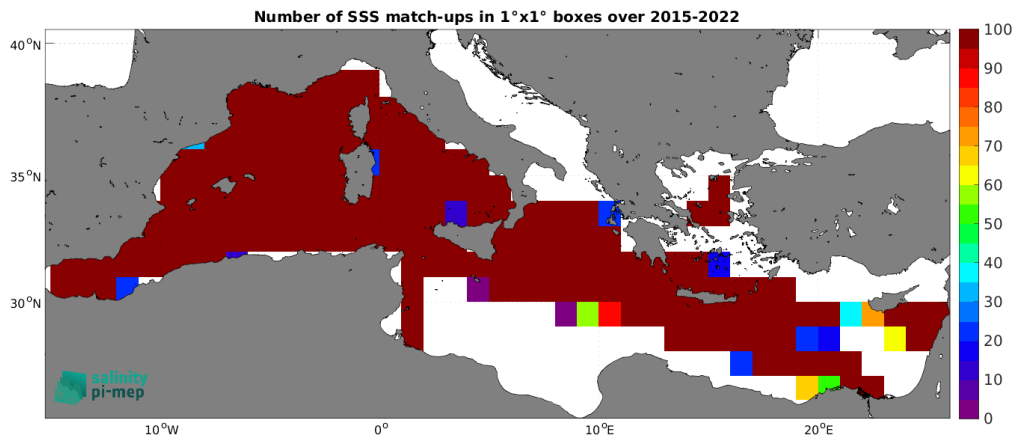 Number of SSS match-ups in 1°x1° boxes over 2015-2022
40°N
35°N
30°N
10°W
0°
10°E
20°E
100
90
80
70
60
50
40
30
20
10
0
salinity
pi-mep